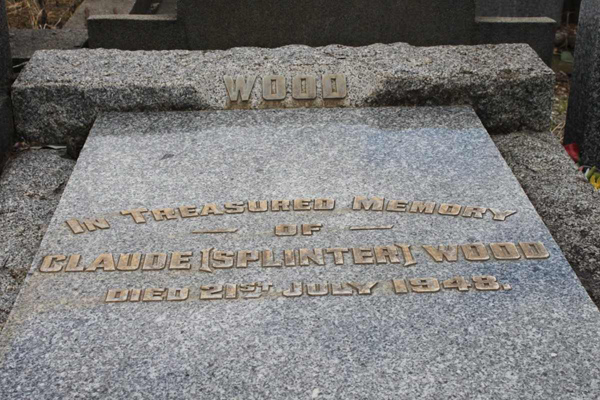 WOOD
IN TREASURED MEMORY
— OF —
CLAUDE (SPLINTER) WOOD
DIED 21ST JULY 1948.